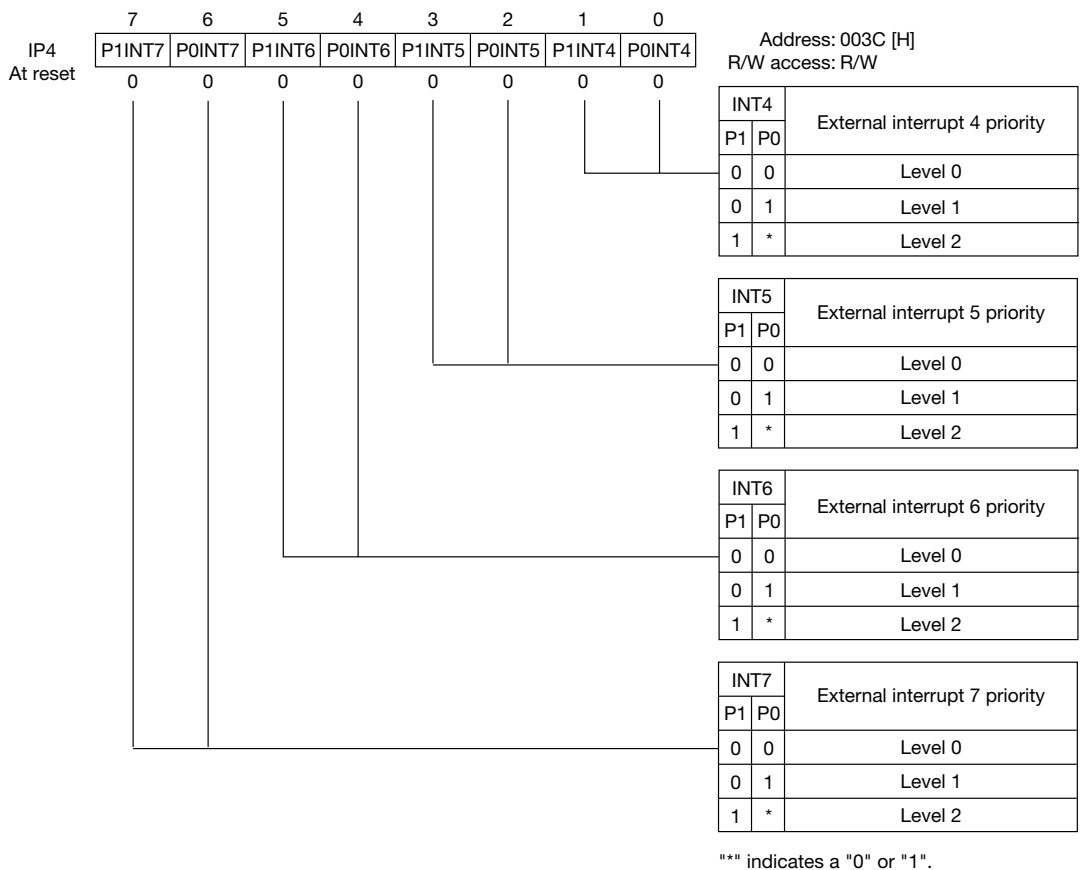 7 6 5 4 3 2 1 0
IP4 P1INT7 P0INT7 P1INT6 P0INT6 P1INT5 P0INT5 P1INT4 P0INT4
At reset 0 0 0 0 0 0 0 0
Address: 003C [H]
R/W access: R/W
INT4 External interrupt 4 priority
P1 P0
0 0 Level 0
0 1 Level 1
1 * Level 2
INT5 External interrupt 5 priority
P1 P0
0 0 Level 0
0 1 Level 1
1 * Level 2
INT6 External interrupt 6 priority
P1 P0
0 0 Level 0
0 1 Level 1
1 * Level 2
INT7 External interrupt 7 priority
P1 P0
0 0 Level 0
0 1 Level 1
1 * Level 2
"*" indicates a "0" or "1".